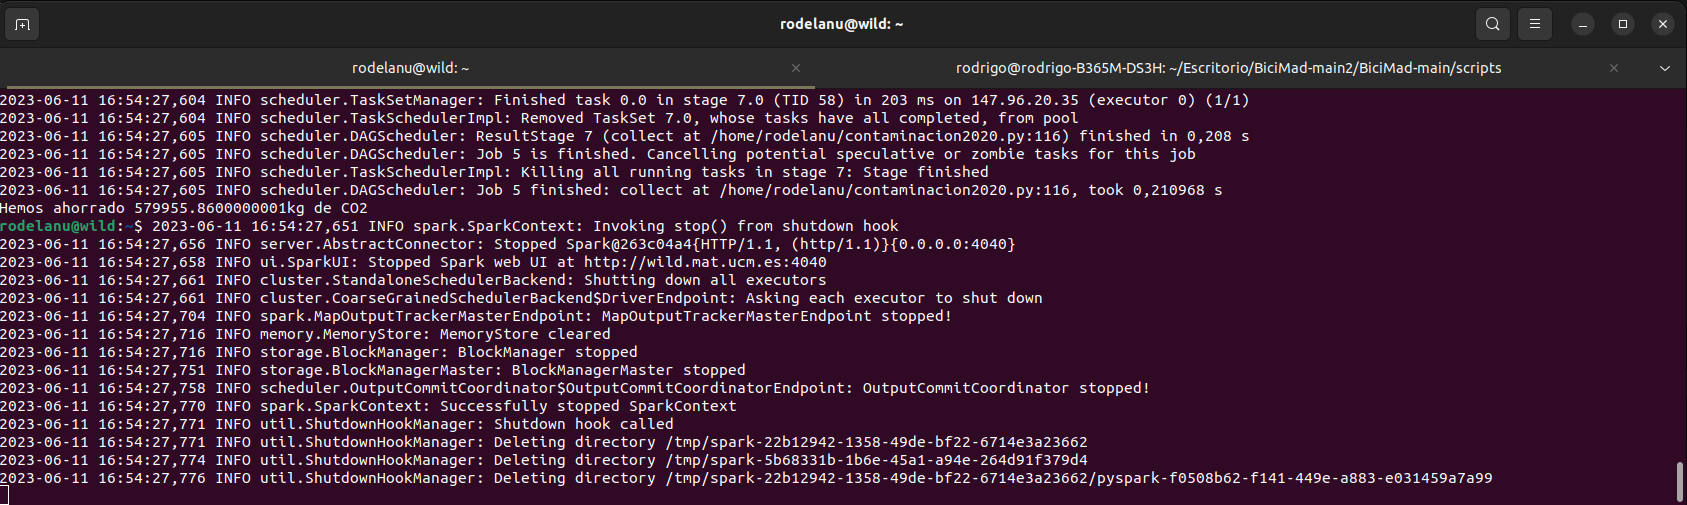 rodelanu@wild: ~
rodelanu@wild: ~
rodrigo@rodrigo-B365M-DS3H: ~/Escritorio/BiciMad-main2/BiciMad-main/scripts
2023-06-11 16:54:27,604 INFO scheduler.TaskSetManager: Finished task 0.0 in stage 7.0 (TID 58) in 203 ms on 147.96.20.35 (executor 0) (1/1)
2023-06-11 16:54:27,604 INFO scheduler.TaskSchedulerImpl: Removed TaskSet 7.0, whose tasks have all completed, from pool
2023-06-11 16:54:27,605 INFO scheduler.DAGScheduler: ResultStage 7 (collect at /home/rodelanu/contaminacion2020.py:116) finished in 0,208 s
2023-06-11 16:54:27,605 INFO scheduler.DAGScheduler: Job 5 is finished. Cancelling potential speculative or zombie tasks for this job
2023-06-11 16:54:27,605 INFO scheduler.TaskSchedulerImpl: Killing all running tasks in stage 7: Stage finished
2023-06-11 16:54:27,605 INFO scheduler.DAGScheduler: Job 5 finished: collect at /home/rodelanu/contaminacion2020.py:116, took 0,210968 s
Hemos ahorrado 579955.8600000001kg de CO2
rodelanu@wild:~$ 2023-06-11 16:54:27,651 INFO spark.SparkContext: Invoking stop() from shutdown hook
2023-06-11 16:54:27,656 INFO server.AbstractConnector: Stopped Spark@263c04a4{HTTP/1.1, (http/1.1)}{0.0.0.0:4040}
2023-06-11 16:54:27,658 INFO ui.SparkUI: Stopped Spark web UI at http://wild.mat.ucm.es:4040
2023-06-11 16:54:27,661 INFO cluster.StandaloneSchedulerBackend: Shutting down all executors
2023-06-11 16:54:27,661 INFO cluster.CoarseGrainedSchedulerBackend$DriverEndpoint: Asking each executor to shut down
2023-06-11 16:54:27,704 INFO spark.MapOutputTrackerMasterEndpoint: MapOutputTrackerMasterEndpoint stopped!
2023-06-11 16:54:27,716 INFO memory.MemoryStore: MemoryStore cleared
2023-06-11 16:54:27,716 INFO storage.BlockManager: BlockManager stopped
2023-06-11 16:54:27,751 INFO storage.BlockManagerMaster: BlockManagerMaster stopped
2023-06-11 16:54:27,758 INFO scheduler.OutputCommitCoordinator$OutputCommitCoordinatorEndpoint: OutputCommitCoordinator stopped!
2023-06-11 16:54:27,770 INFO spark.SparkContext: Successfully stopped SparkContext
2023-06-11 16:54:27,771 INFO util.ShutdownHookManager: Shutdown hook called
2023-06-11 16:54:27,771 INFO util.ShutdownHookManager: Deleting directory /tmp/spark-22b12942-1358-49de-bf22-6714e3a23662
2023-06-11 16:54:27,774 INFO util.ShutdownHookManager: Deleting directory /tmp/spark-5b68331b-1b6e-45a1-a94e-264d91f379d4
2023-06-11 16:54:27,776 INFO util.ShutdownHookManager: Deleting directory /tmp/spark-22b12942-1358-49de-bf22-6714e3a23662/pyspark-f0508b62-f141-449e-a883-e031459a7a99